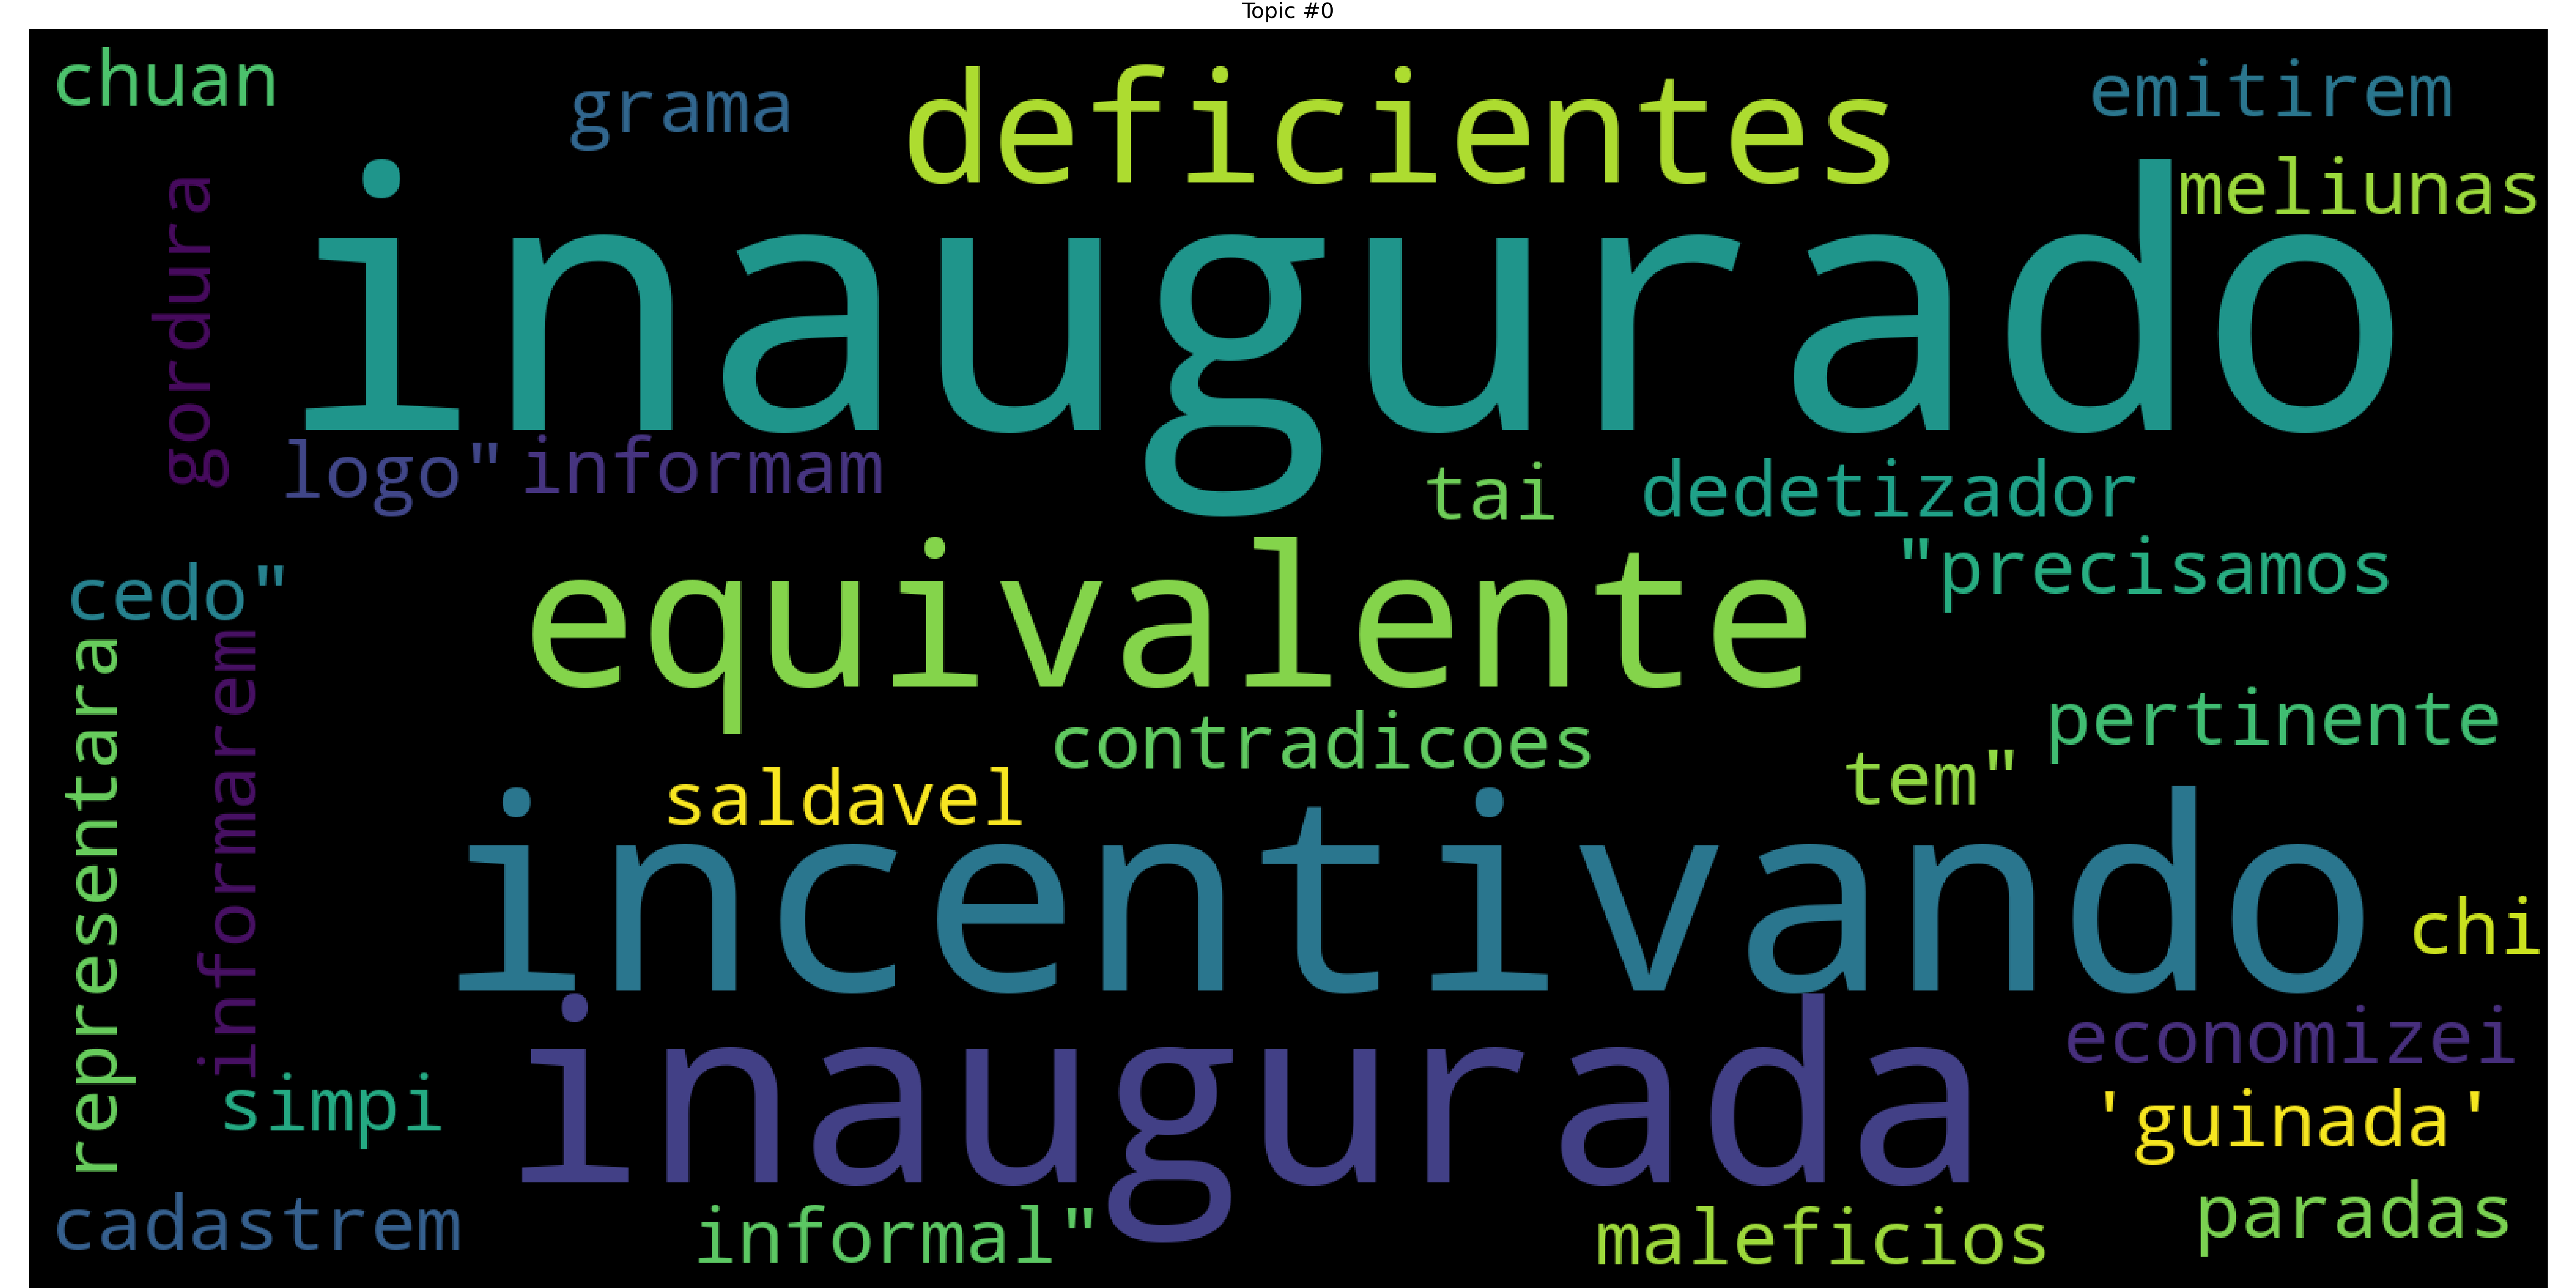 Topic #0
chuan
grama
deficientes
emitirem
meliunas
gordura
inaugurado
logo"
informam
tai
dedetizador
cedo"
equivalente
"precisamos
representara
informarem
contradicoes
pertinente
saldavel
tem"
incentivando
chi
inaugurada
economizei
simpi
'guinada'
cadastrem
informal"
maleficios
paradas